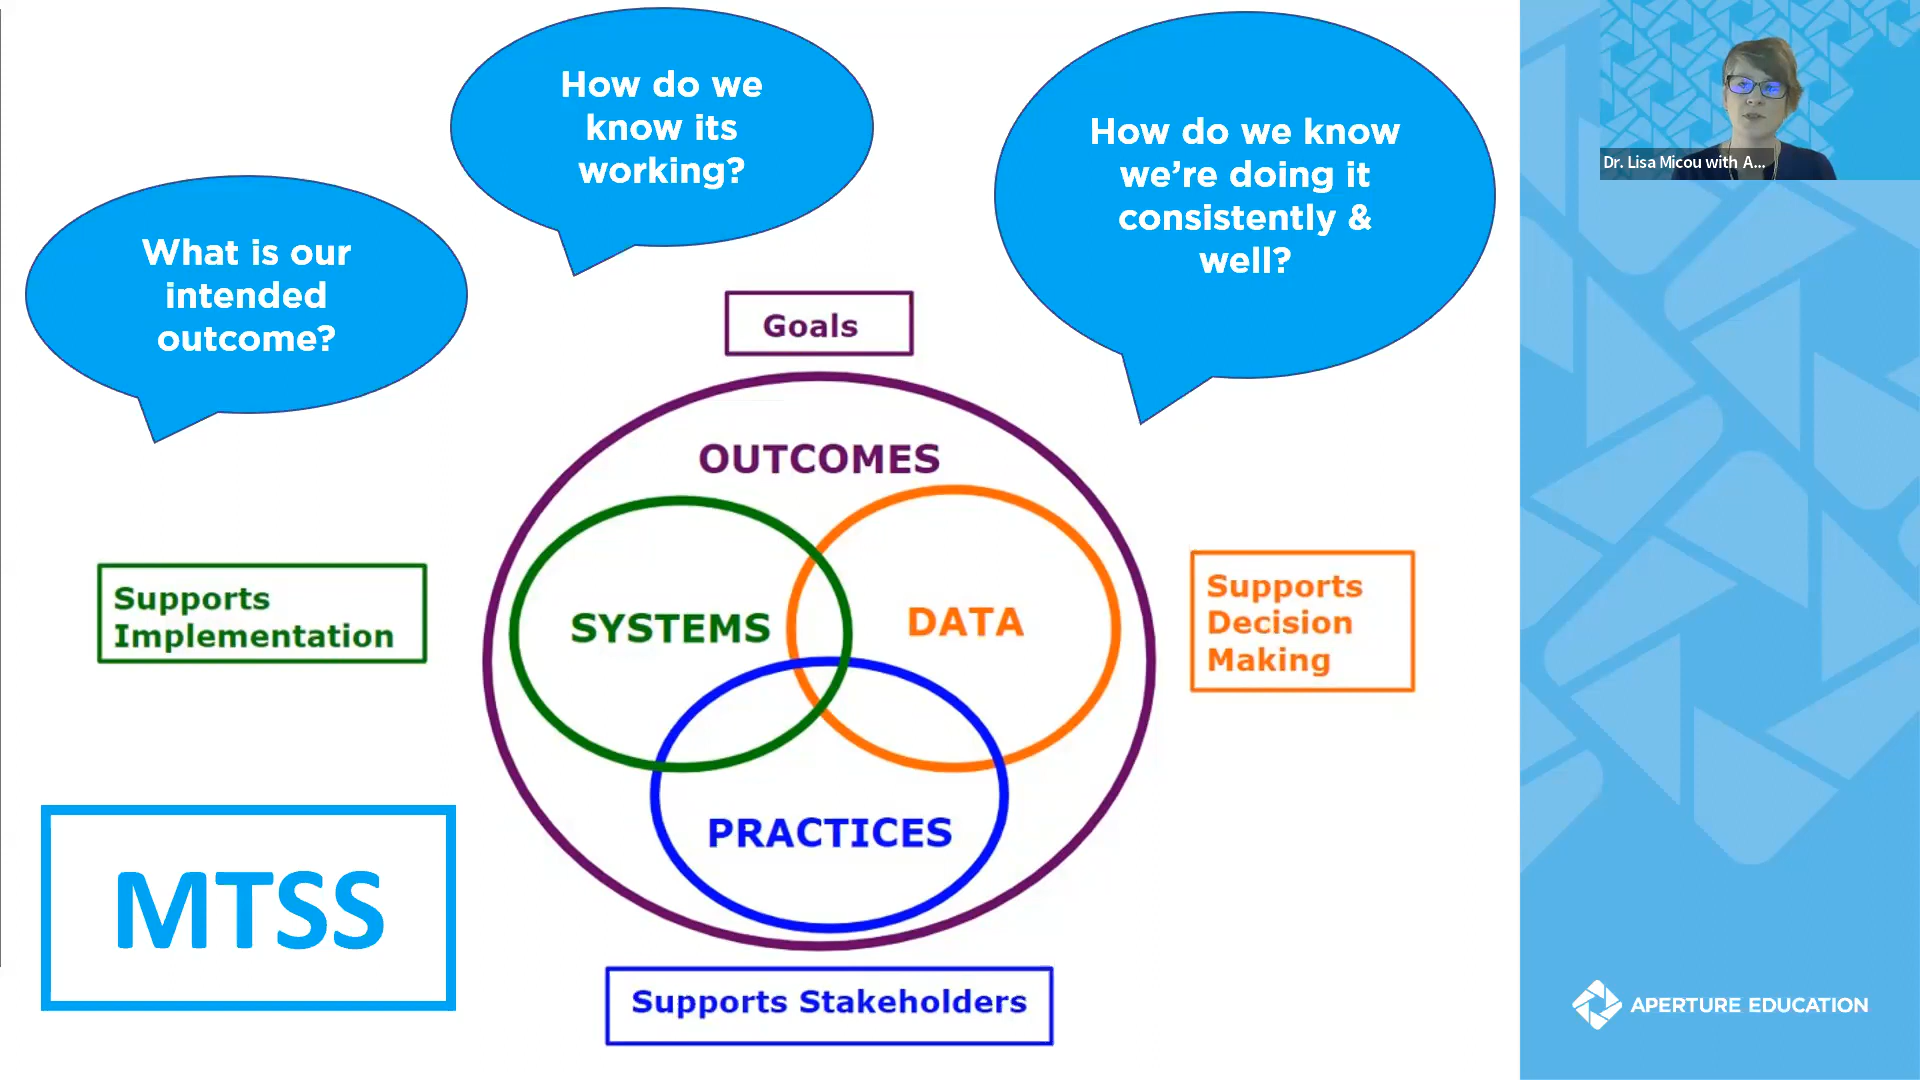 How do we
know its
working?
How do we know
we’re doing it
consistently &
well?
What is our
intended
outcome?
Goals
OUTCOMES
SYSTEMS
DATA
PRACTICES
Supports
Implementation
Supports
Decision
Making
MTSS
Supports Stakeholders
Dr. Lisa Micou with A...
APERTURE EDUCATION